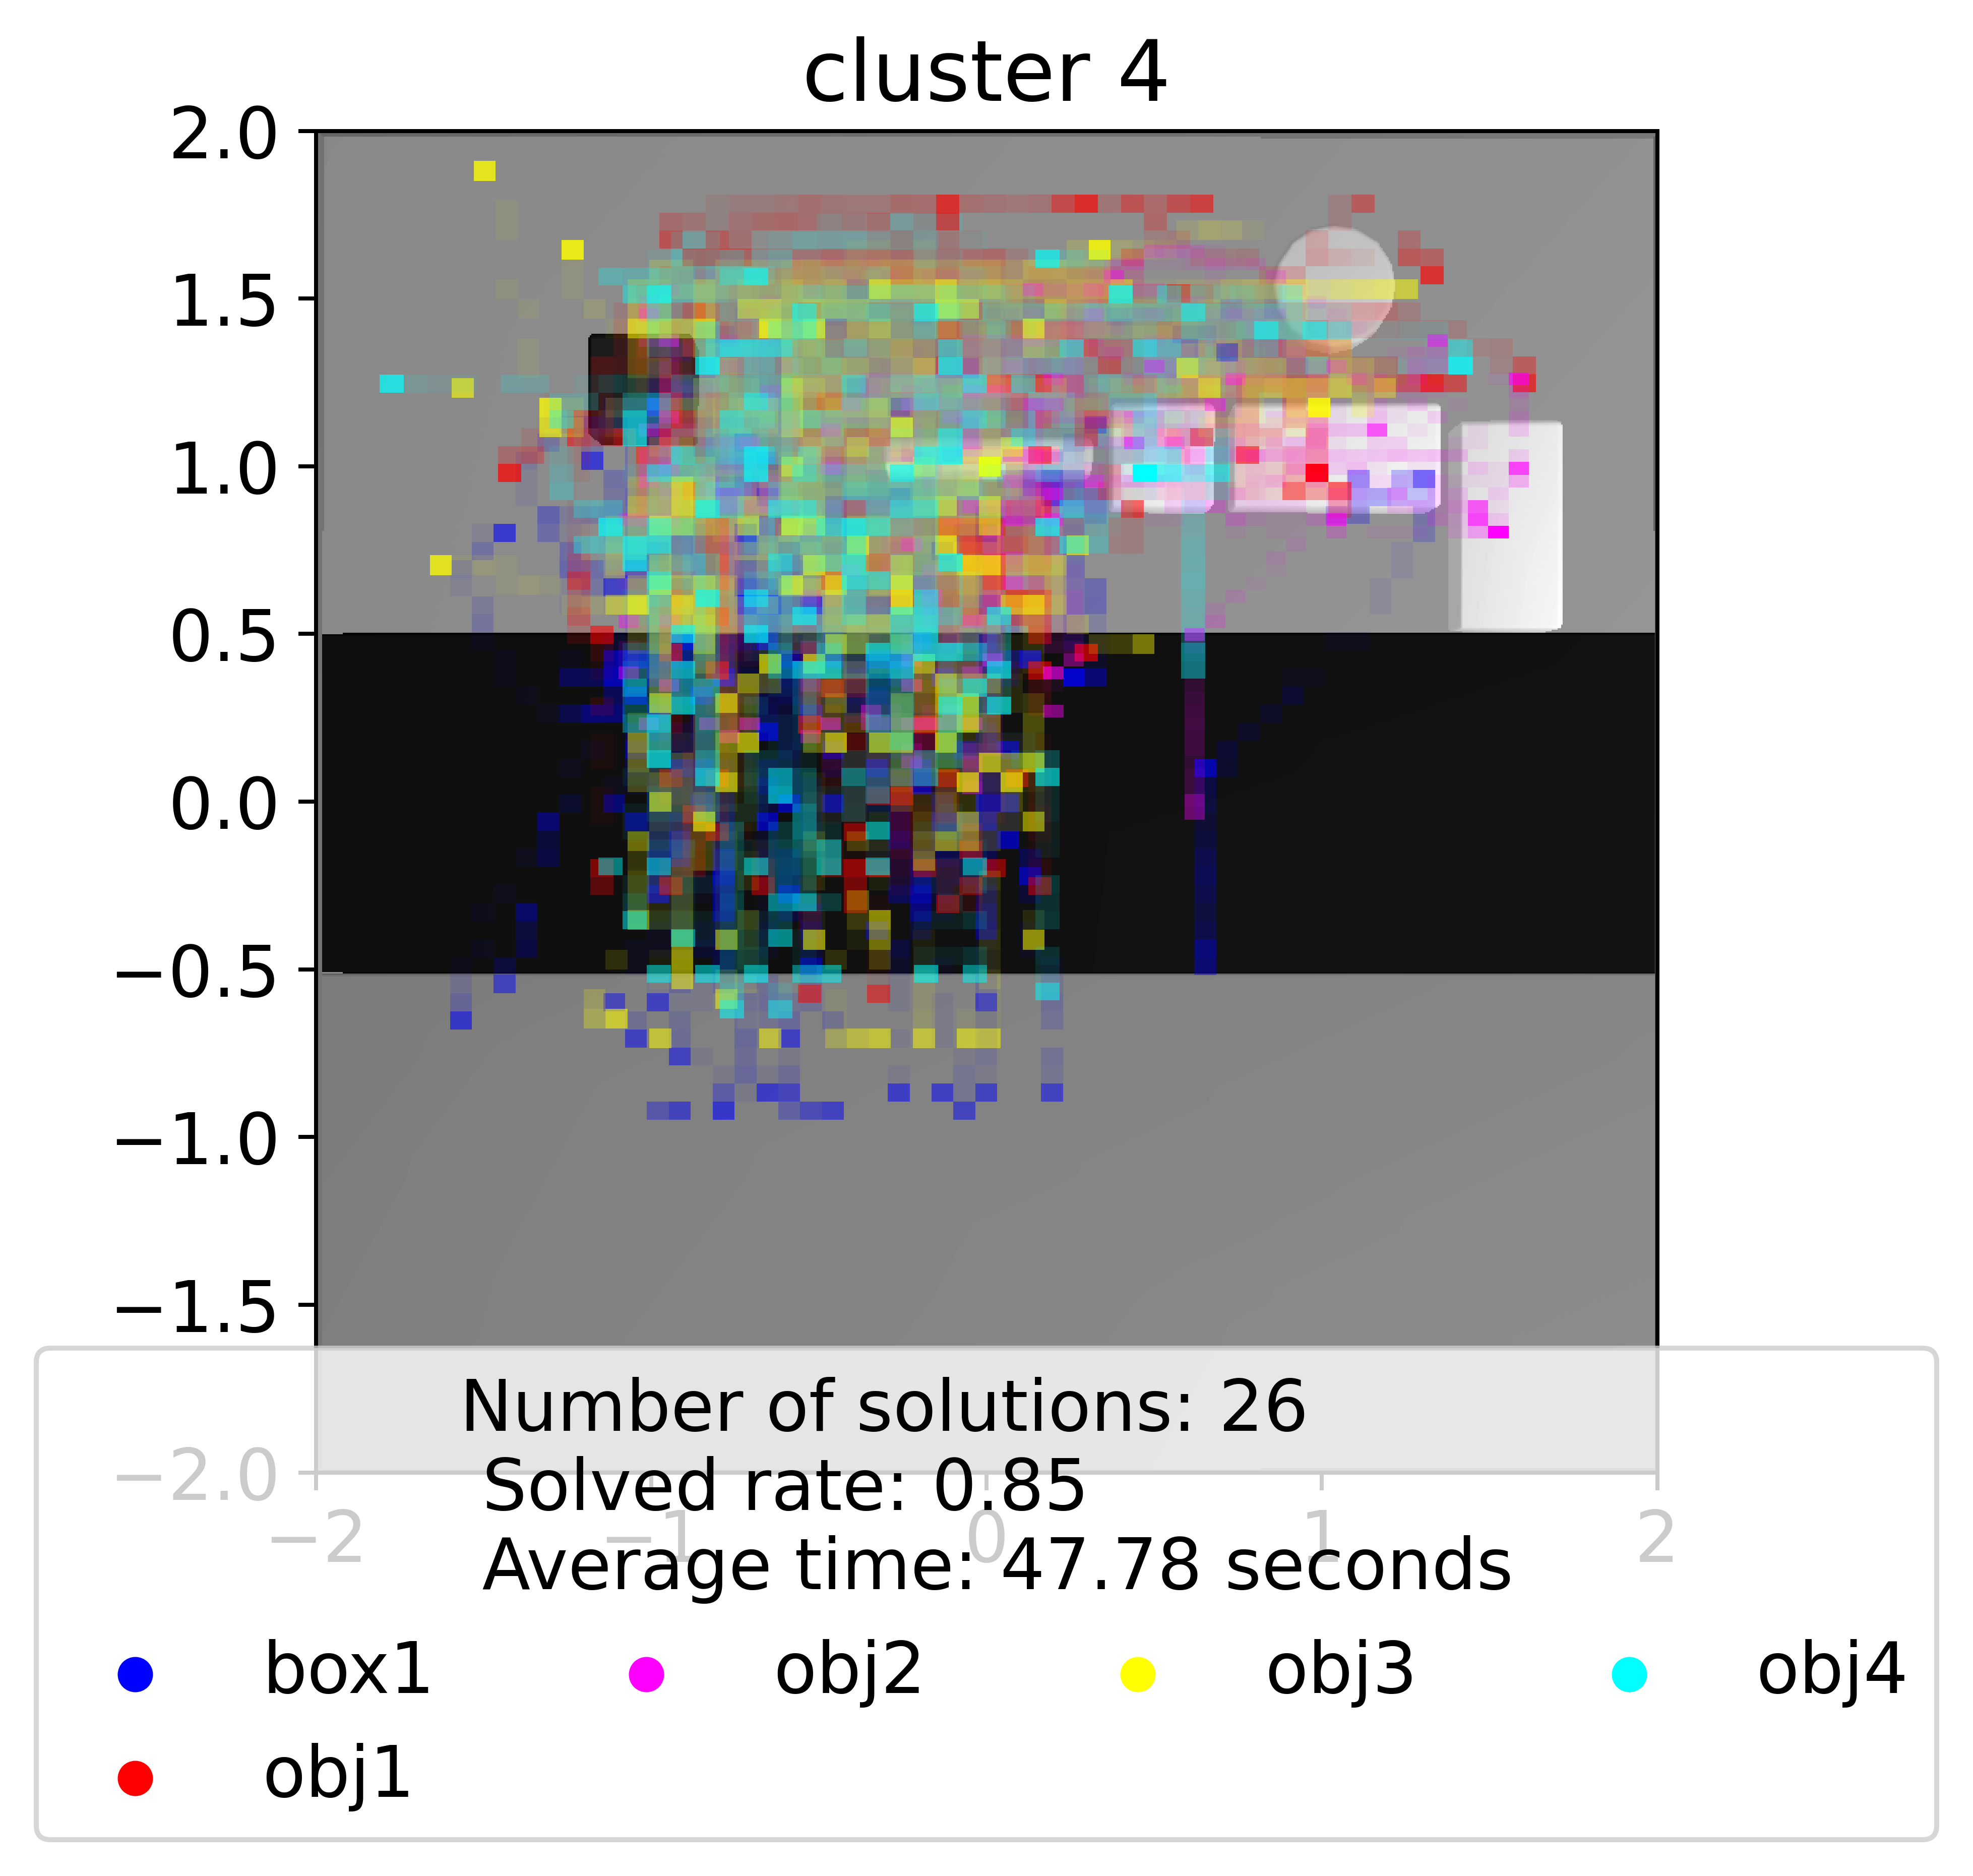 cluster 4
2.0
1.5
1.0
0.5
0.0
−0.5
−1.0
−1.5
−2.0
−2 −1 0 1 2
Number of solutions: 26
Solved rate: 0.85
Average time: 47.78 seconds
box1 obj2 obj3 obj4
obj1